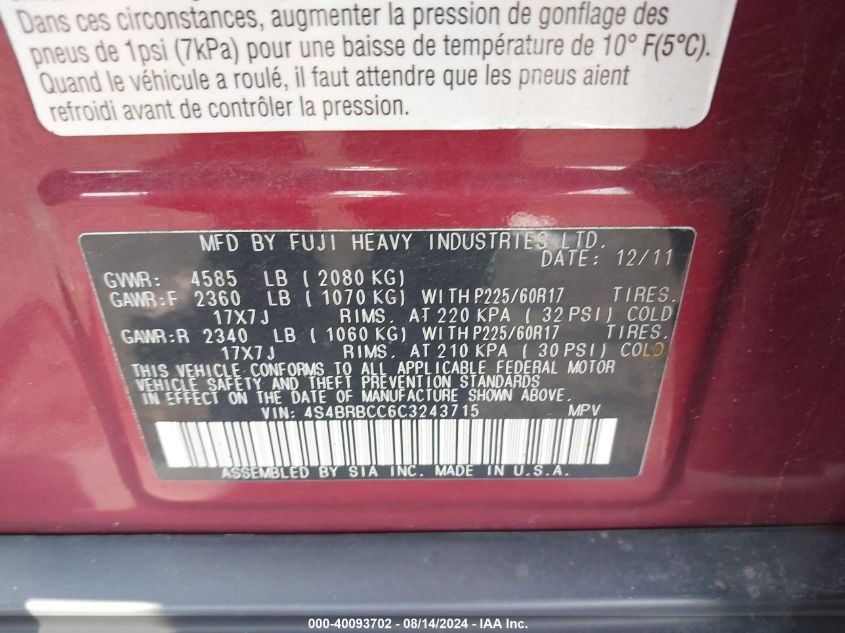 Dans ces circonstances, augmenter la pression de gonflage des
pneus de 1psi (7kPa) pour une baisse de température de 10° F(5°C).
Quand le véhicule a roulé, il faut attendre que les pneus aient
refroidi avant de contrôler la pression.
MFD BY FUJI HEAVY INDUSTRIES LTD.
DATE: 12/11
GVWR: 4585 LB ( 2080 KG)
GAWR:F 2360 LB ( 1070 KG) WITH P225/60R17 TIRES.
17X7J RIMS. AT 220 KPA ( 32 PSI) COLD
GAWR:R 2340 LB ( 1060 KG) WITH P225/60R17 TIRES.
17X7J RIMS. AT 210 KPA ( 30 PSI) COLD
THIS VEHICLE CONFORMS TO ALL APPLICABLE FEDERAL MOTOR
VEHICLE SAFETY AND THEFT PREVENTION STANDARDS
IN EFFECT ON THE DATE OF MANUFACTURE SHOWN ABOVE.
VIN: 4S4BRBCC6C3243715 MPV
ASSEMBLED BY SIA INC. MADE IN U.S.A.
000-40093702 - 08/14/2024 - IAA Inc.